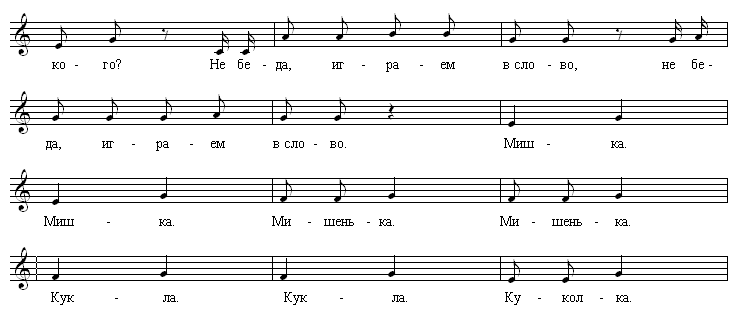 ко - го? Не бе - да, иг - ра - ем в сло - во, не бе -
да, иг - ра - ем в сло - во. Миш - ка.
Миш - ка. Ми - шень - ка. Ми - шень - ка.
Кук - ла. Кук - ла. Ку - кол - ка.